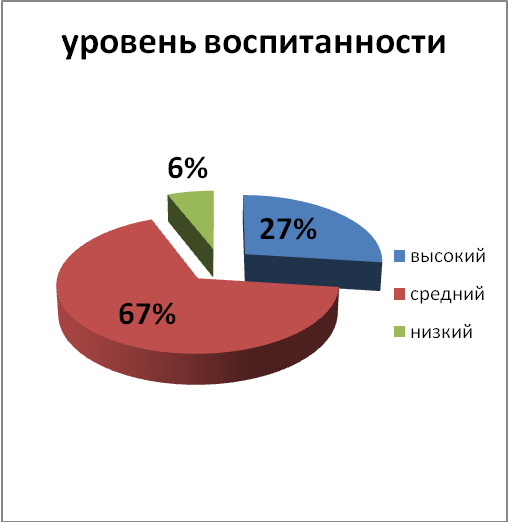 уровень воспитанности
6%
27%
67%
высокий
средний
низкий